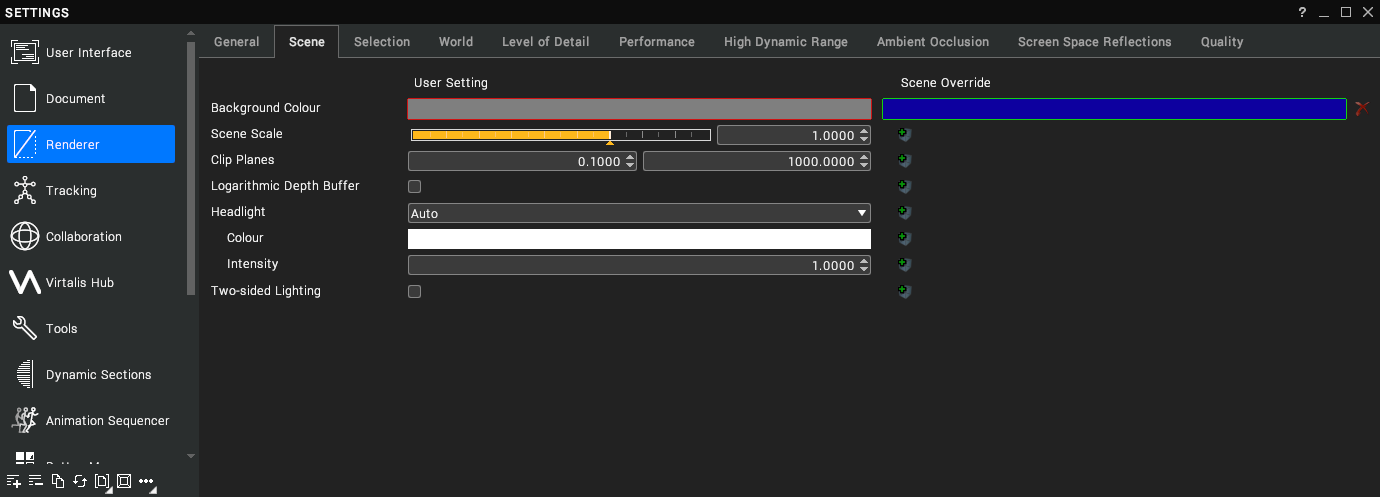 SETTINGS
?
User Interface
Document
Renderer
Tracking
Collaboration
Virtalis Hub
Tools
Dynamic Sections
Animation Sequencer
General Scene Selection World Level of Detail Performance High Dynamic Range Ambient Occlusion Screen Space Reflections Quality
User Setting Scene Override
Background Colour
Scene Scale 1.0000
Clip Planes 0.1000 1000.0000
Logarithmic Depth Buffer
Headlight Auto
Colour
Intensity 1.0000
Two-sided Lighting